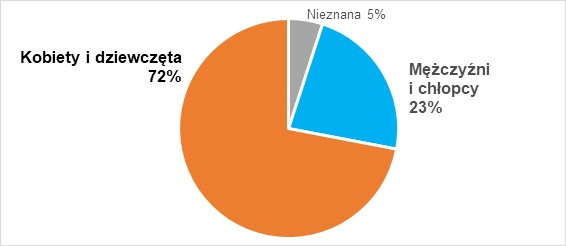 Nieznana 5%
Kobiety i dziewczęta
72%
Mężczyźni
i chłopcy
23%